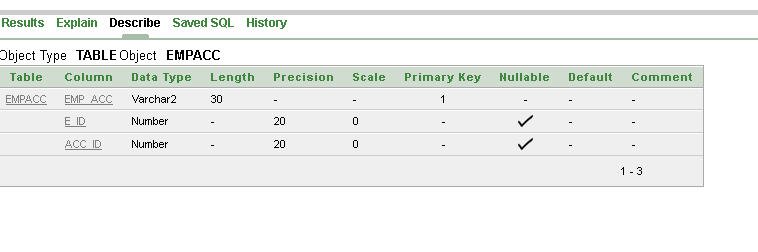 Results Explain Describe Saved SQL History
Object Type TABLE Object EMPACC
Table Column Data Type Length Precision Scale Primary Key Nullable Default Comment
EMPACC EMP_ACC Varchar2 30 - - 1 - - -
E_ID Number - 20 0 - - -
ACC_ID Number - 20 0 - - -
1 - 3